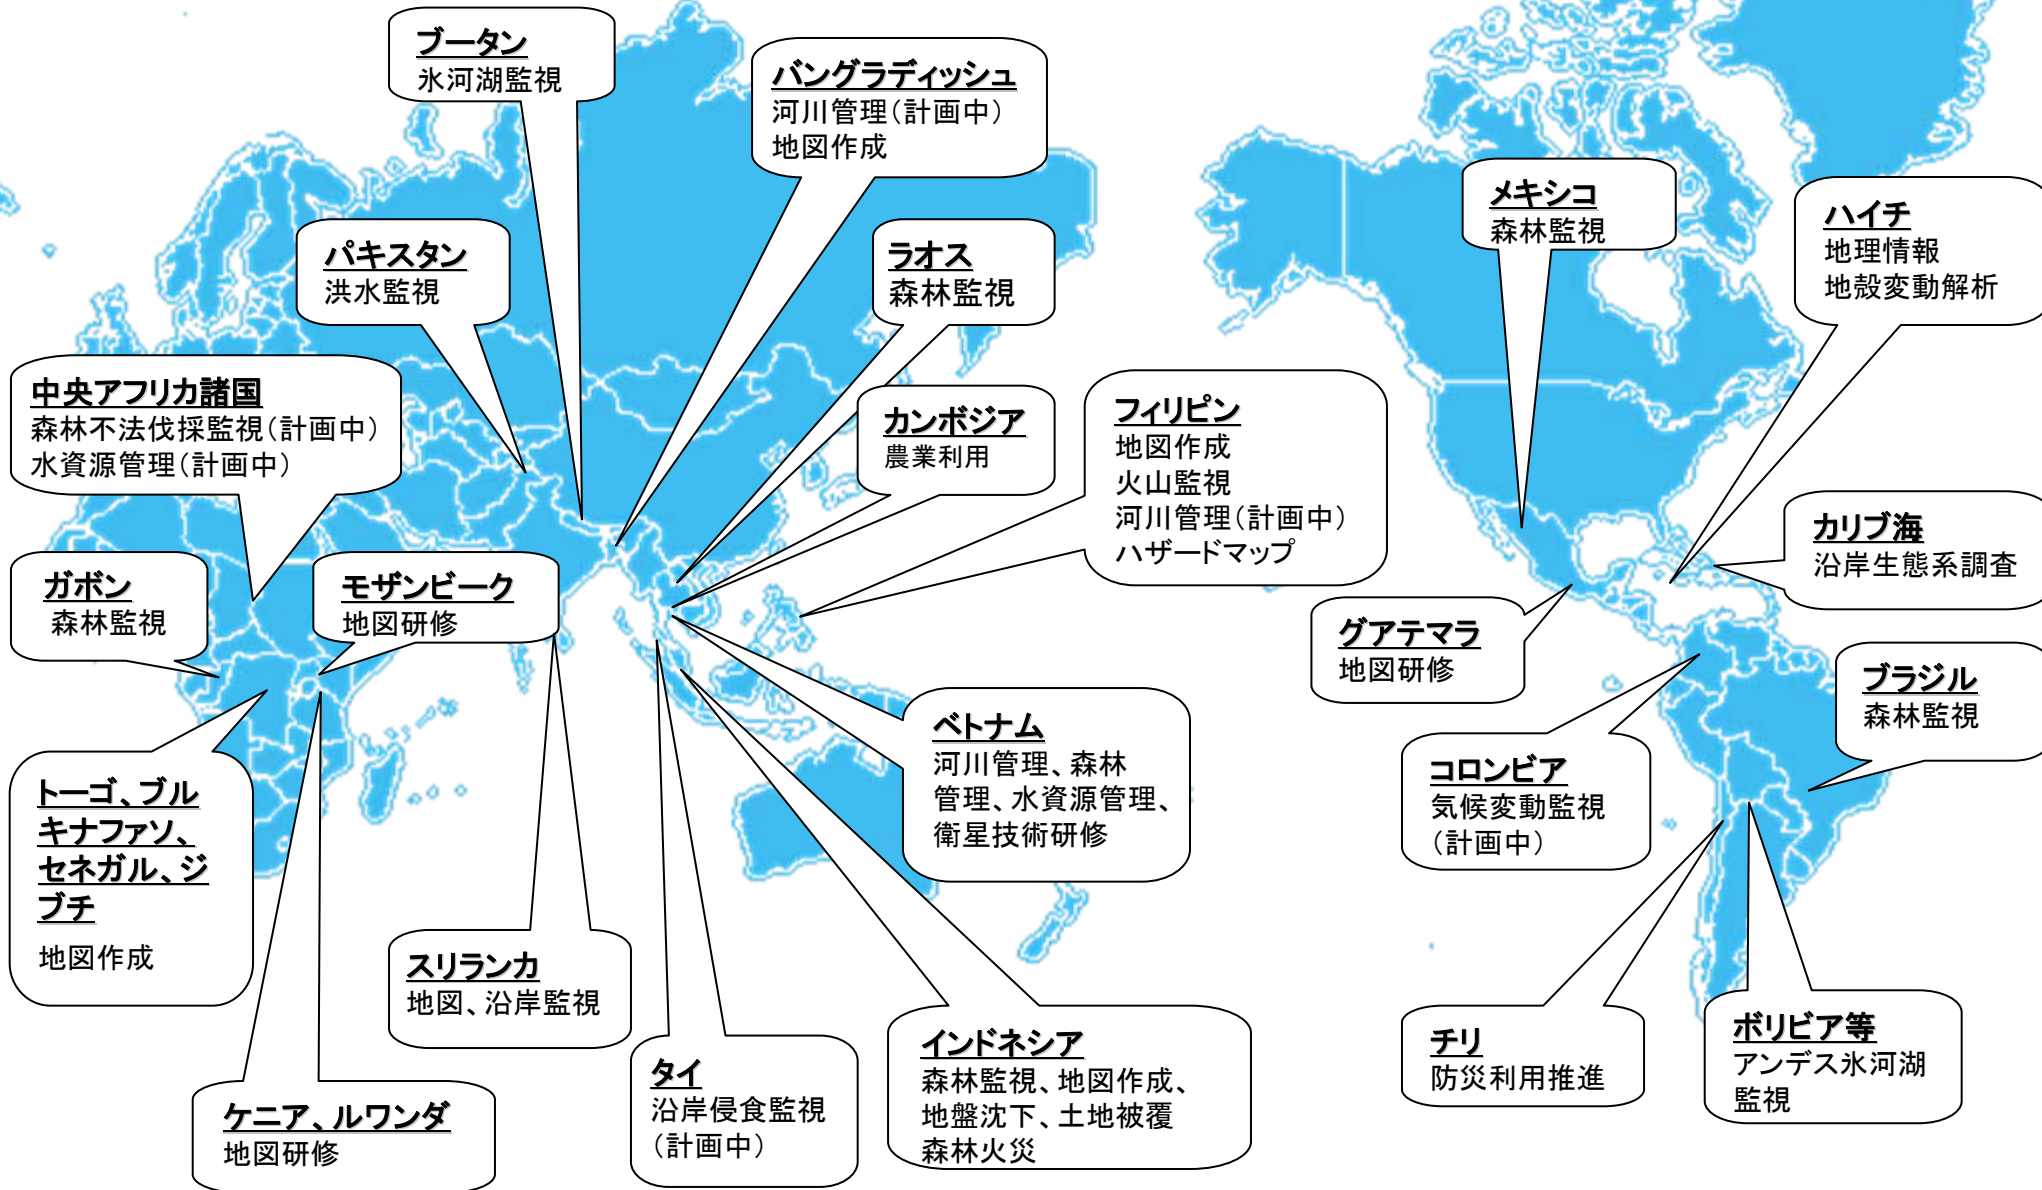 ブータン
氷河湖監視
バングラディッシュ
河川管理(計画中)
地図作成
パキスタン
洪水監視
ラオス
森林監視
メキシコ
森林監視
ハイチ
地理情報
地殻変動解析
中央アフリカ諸国
森林不法伐採監視(計画中)
水資源管理(計画中)
カンボジア
農業利用
フィリピン
地図作成
火山監視
河川管理(計画中)
ハザードマップ
カリブ海
沿岸生態系調査
ガボン
森林監視
モザンビーク
地図研修
グアテマラ
地図研修
ブラジル
森林監視
ベトナム
河川管理、森林
管理、水資源管理、
衛星技術研修
コロンビア
気候変動監視
(計画中)
トーゴ、ブル
キナファソ、
セネガル、ジ
ブチ
地図作成
スリランカ
地図、沿岸監視
タイ
沿岸侵食監視
(計画中)
インドネシア
森林監視、地図作成、
地盤沈下、土地被覆
森林火災
チリ
防災利用推進
ボリビア等
アンデス氷河湖
監視
ケニア、ルワンダ
地図研修